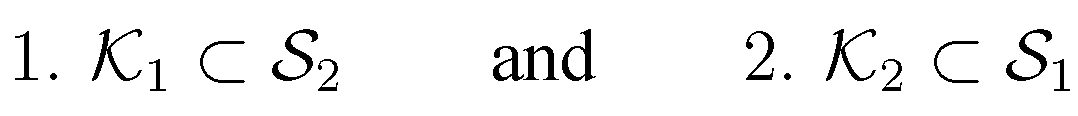 1. 𝒦₁ ⊂ 𝒮₂ and 2. 𝒦₂ ⊂ 𝒮₁